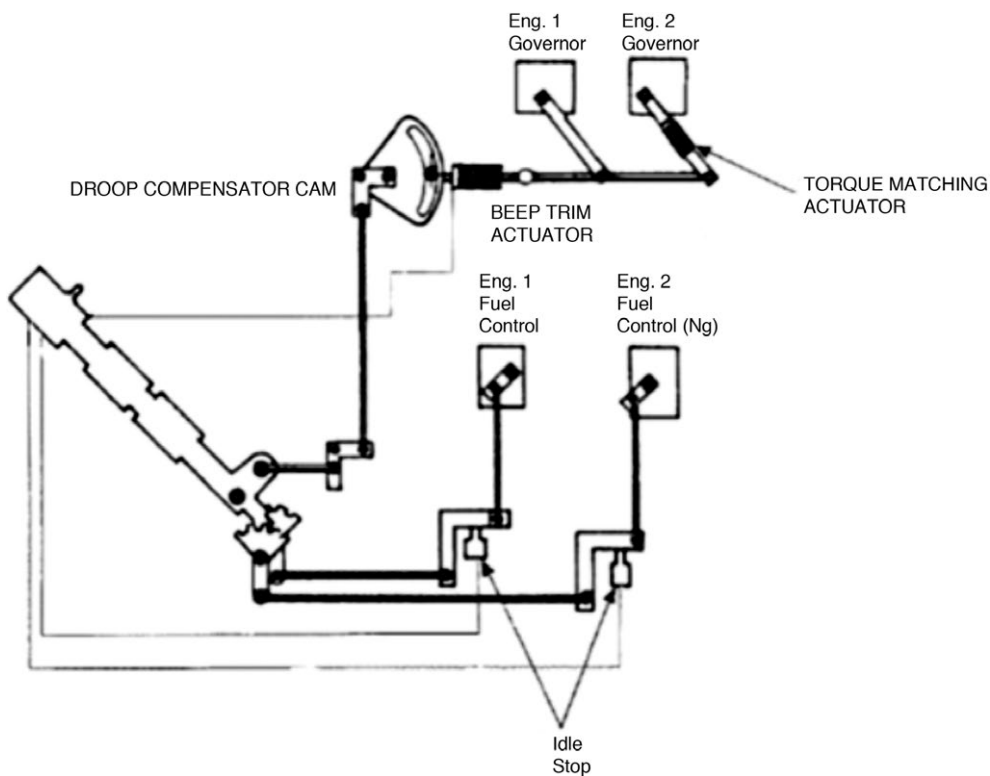 Eng. 1
Governor
Eng. 2
Governor
DROOP COMPENSATOR CAM
BEEP TRIM
ACTUATOR
TORQUE MATCHING
ACTUATOR
Eng. 1
Fuel
Control
Eng. 2
Fuel
Control (Ng)
Idle
Stop